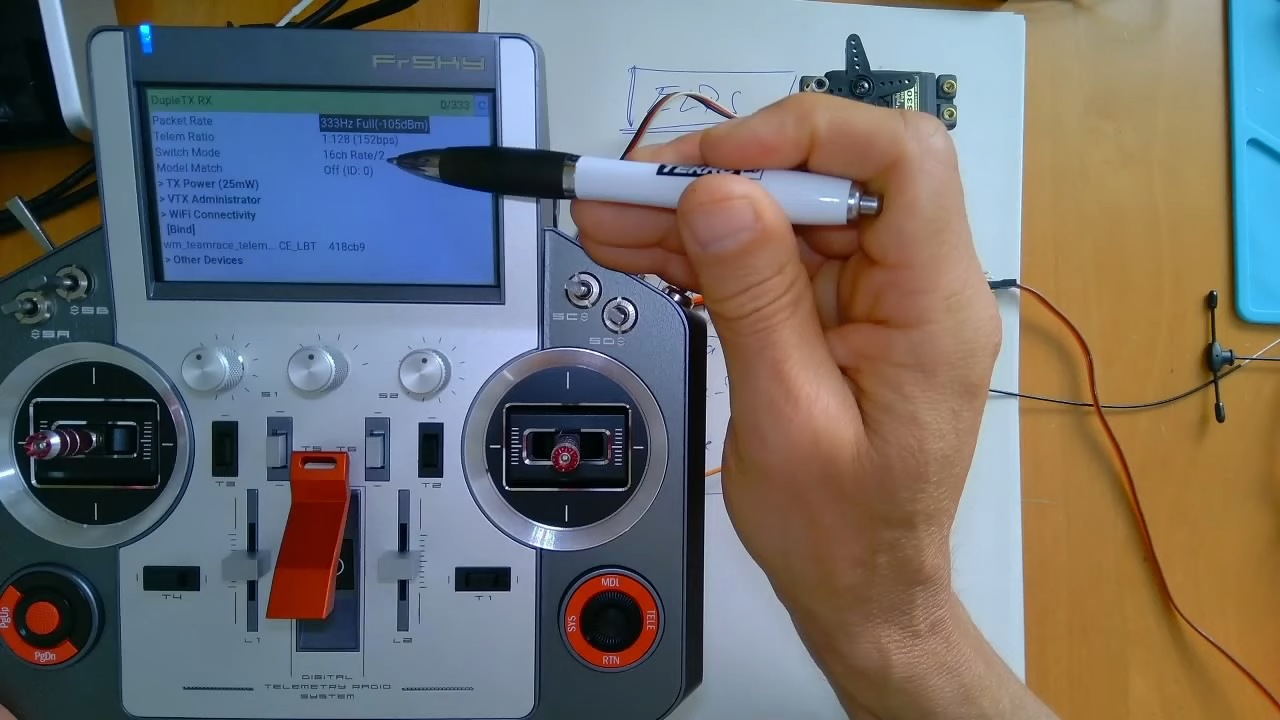 FrSky
DupleTX RX 0/333 C
Packet Rate 333Hz Full(-105dBm)
Telem Ratio 1:128 (152bps)
Switch Mode 16ch Rate/2
Model Match Off (ID: 0)
> TX Power (25mW)
> VTX Administrator
> WiFi Connectivity
[Bind]
wm_teamrace_telem...CE_LBT 418cb9
> Other Devices
SB
SA
SC
SD
S1
S2
T3
T5
T6
T2
T4
T1
L1
L2
PgUp
PgDn
MDL
SYS
TELE
RTN
DIGITAL
TELEMETRY RADIO
SYSTEM